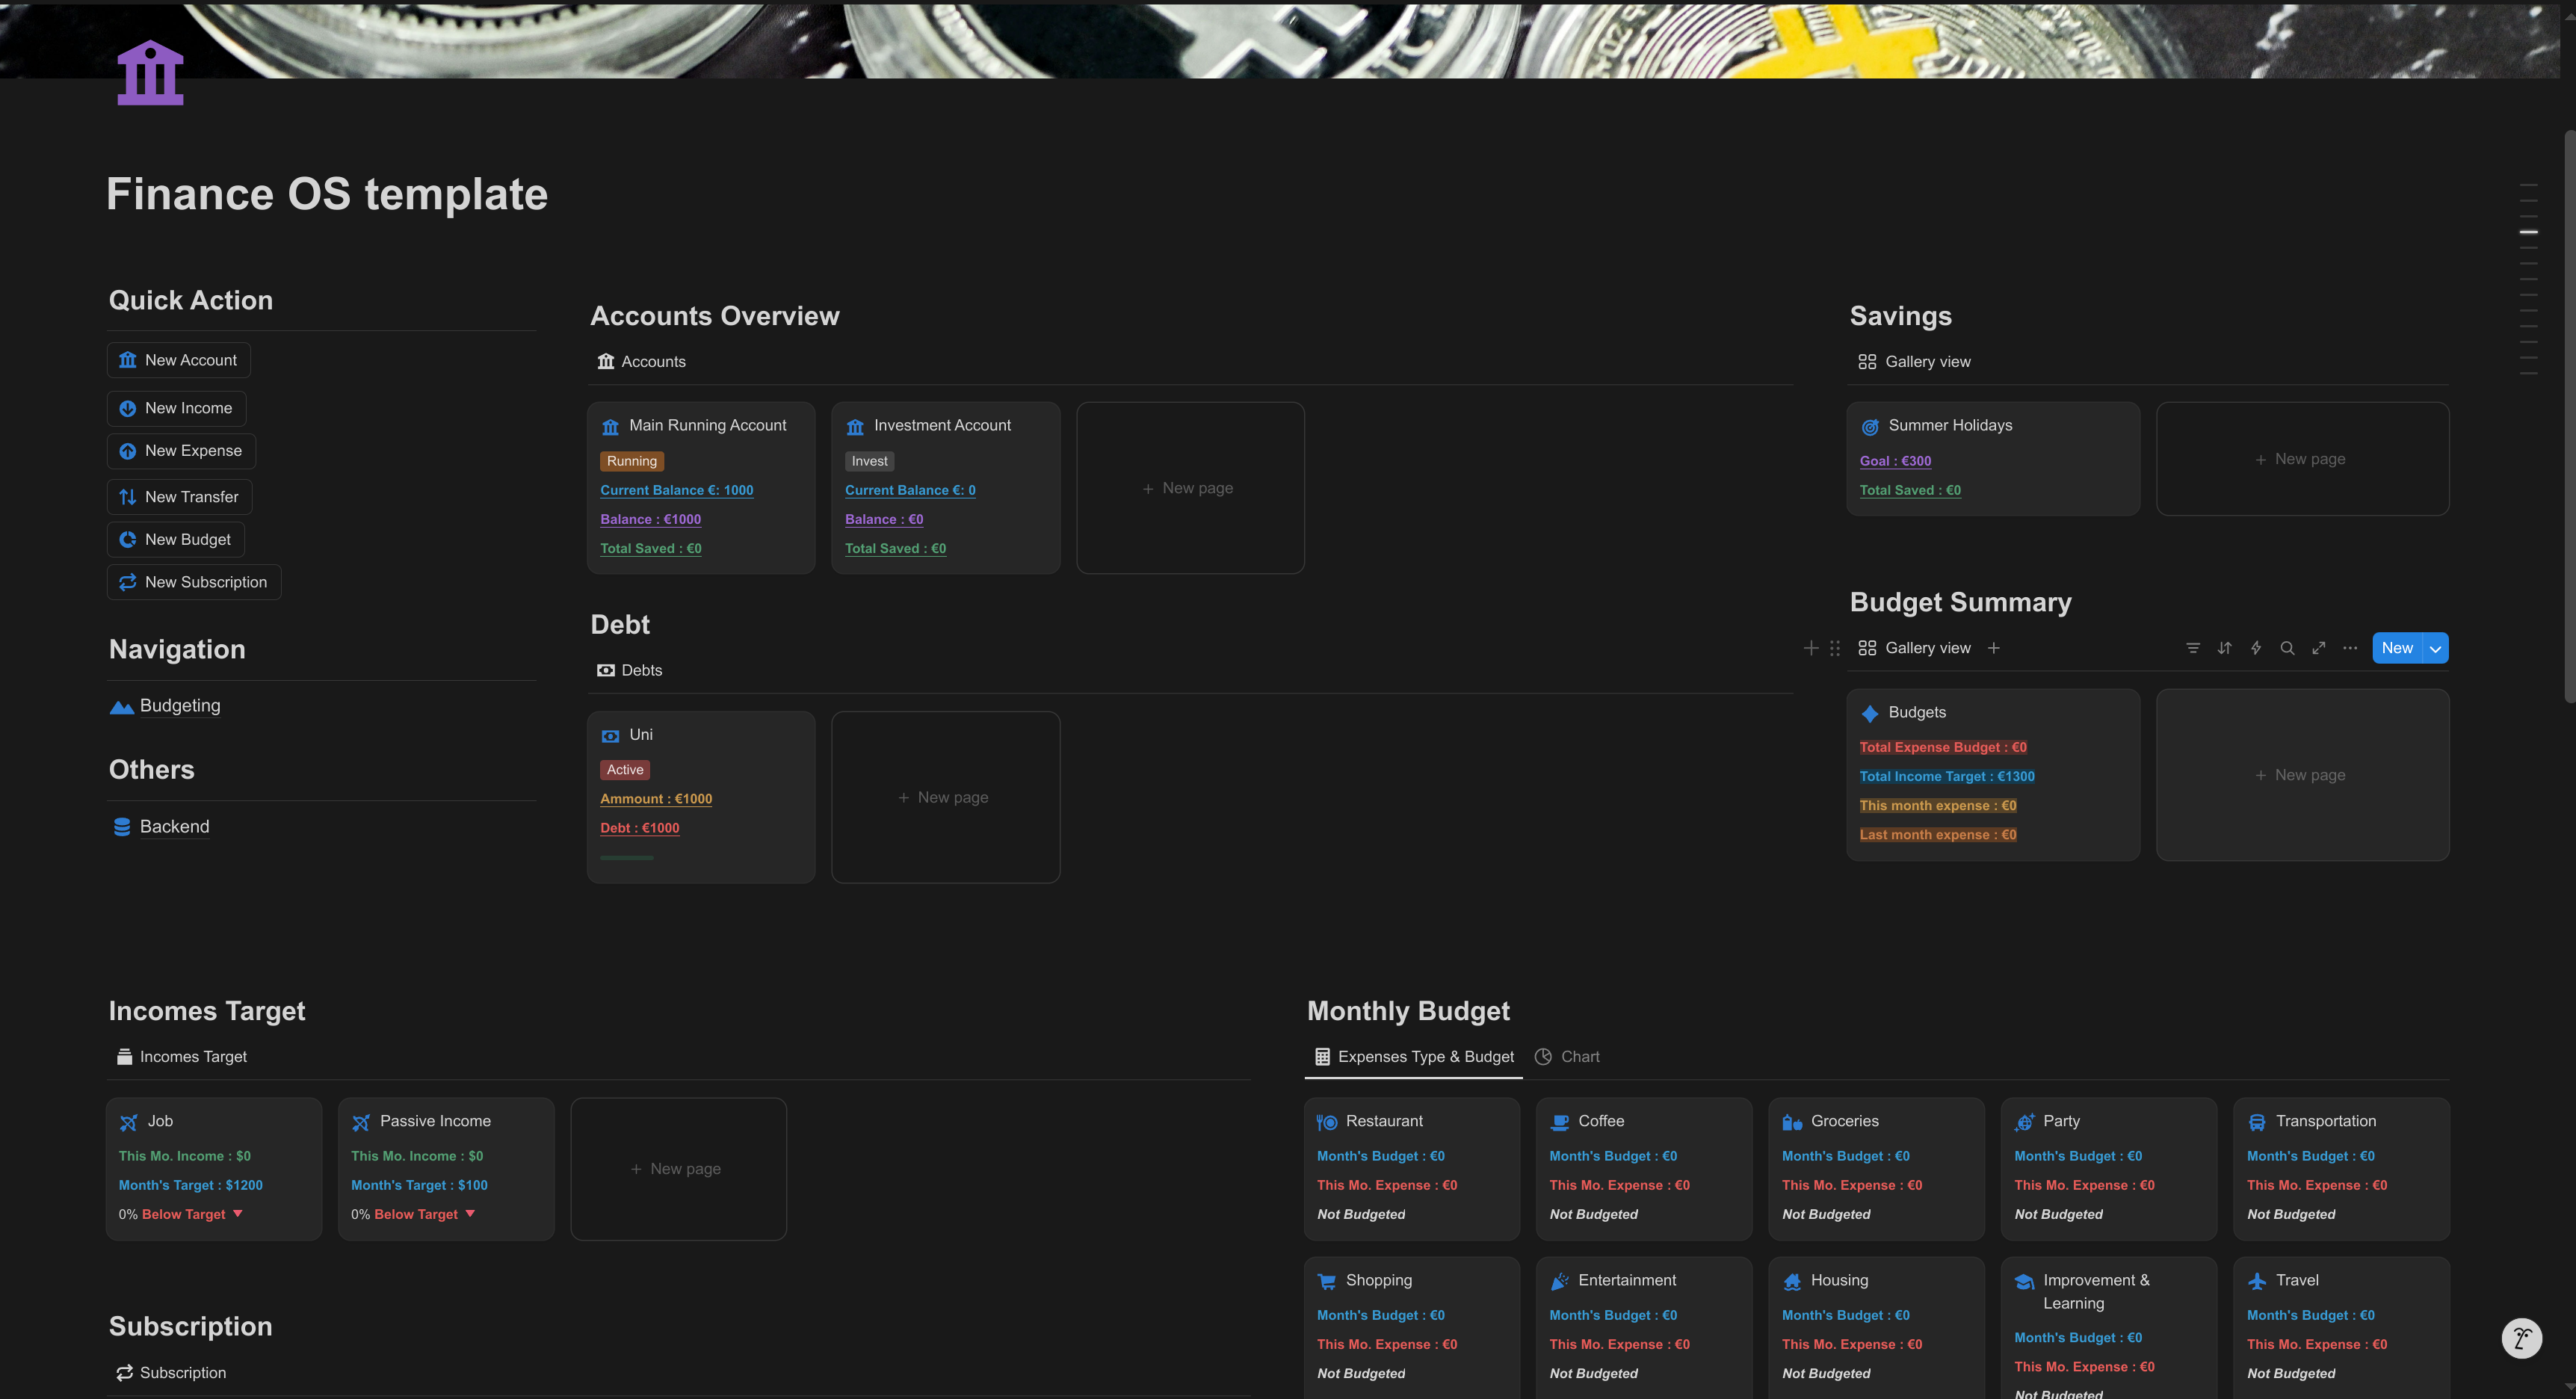 Finance OS template
Quick Action
New Account
New Income
New Expense
New Transfer
New Budget
New Subscription
Navigation
Budgeting
Others
Backend
Accounts Overview
Accounts
Main Running Account
Running
Current Balance €: 1000
Balance : €1000
Total Saved : €0
Investment Account
Invest
Current Balance €: 0
Balance : €0
Total Saved : €0
+ New page
Debt
Debts
Uni
Active
Ammount : €1000
Debt : €1000
+ New page
Savings
Gallery view
Summer Holidays
Goal : €300
Total Saved : €0
+ New page
Budget Summary
Gallery view
New
Budgets
Total Expense Budget : €0
Total Income Target : €1300
This month expense : €0
Last month expense : €0
+ New page
Incomes Target
Incomes Target
Job
This Mo. Income : $0
Month's Target : $1200
0% Below Target ▼
Passive Income
This Mo. Income : $0
Month's Target : $100
0% Below Target ▼
+ New page
Subscription
Subscription
Monthly Budget
Expenses Type & Budget
Chart
Restaurant
Month's Budget : €0
This Mo. Expense : €0
Not Budgeted
Coffee
Month's Budget : €0
This Mo. Expense : €0
Not Budgeted
Groceries
Month's Budget : €0
This Mo. Expense : €0
Not Budgeted
Party
Month's Budget : €0
This Mo. Expense : €0
Not Budgeted
Transportation
Month's Budget : €0
This Mo. Expense : €0
Not Budgeted
Shopping
Month's Budget : €0
This Mo. Expense : €0
Not Budgeted
Entertainment
Month's Budget : €0
This Mo. Expense : €0
Not Budgeted
Housing
Month's Budget : €0
This Mo. Expense : €0
Not Budgeted
Improvement &
Learning
Month's Budget : €0
This Mo. Expense : €0
Not Budgeted
Travel
Month's Budget : €0
This Mo. Expense : €0
Not Budgeted